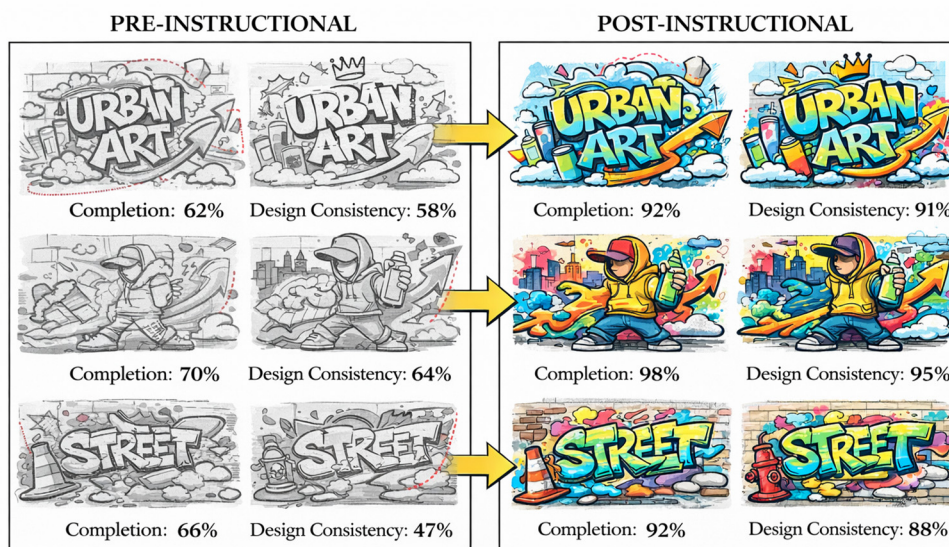 PRE-INSTRUCTIONAL
POST-INSTRUCTIONAL
URBAN
ART
URBAN
ART
URBAN
ART
URBAN
ART
Completion: 62%
Design Consistency: 58%
Completion: 92%
Design Consistency: 91%
Completion: 70%
Design Consistency: 64%
Completion: 98%
Design Consistency: 95%
STREET
STREET
STREET
STREET
Completion: 66%
Design Consistency: 47%
Completion: 92%
Design Consistency: 88%